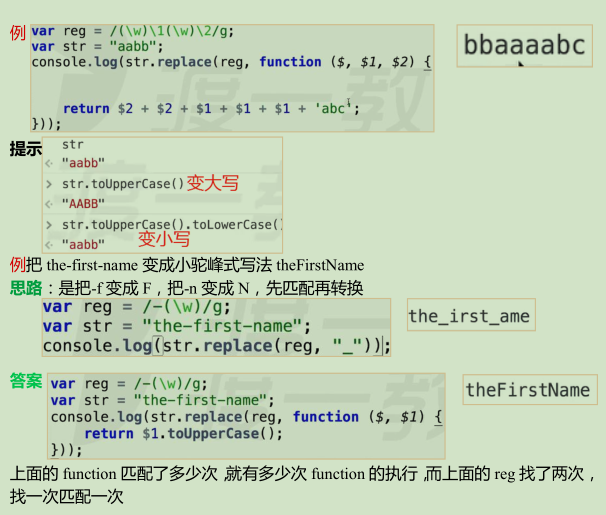 例 var reg = /(\w)\1(\w)\2/g;
var str = "aabb";
console.log(str.replace(reg, function ($, $1, $2) {
return $2 + $2 + $1 + $1 + $1 + 'abc';
}));
bbaaaabc
提示 str
"aabb"
> str.toUpperCase() 变大写
"AABB"
> str.toUpperCase().toLowerCase()
"aabb" 变小写
例把 the-first-name 变成小驼峰式写法 theFirstName
思路：是把-f 变成 F，把-n 变成 N，先匹配再转换
var reg = /-(\w)/g;
var str = "the-first-name";
console.log(str.replace(reg, "_"));
the_irst_ame
答案 var reg = /-(\w)/g;
var str = "the-first-name";
console.log(str.replace(reg, function ($, $1) {
return $1.toUpperCase();
}));
theFirstName
上面的 function 匹配了多少次,就有多少次 function 的执行,而上面的 reg 找了两次，
找一次匹配一次